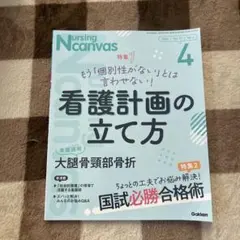 Nursing
Canvas
4
特集1
もう「個別性がない」とは
言わせない!
看護計画の
立て方
大腿骨頸部骨折
特集2
ちょっとの工夫でお悩み解決!
国試必勝合格術
Gakken